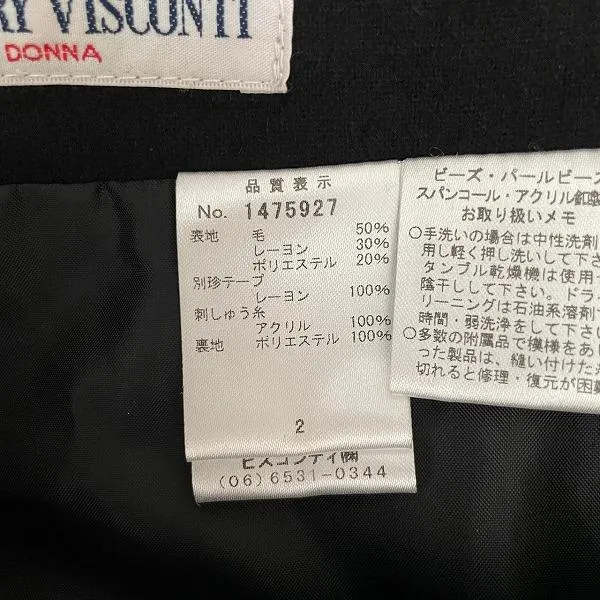 RY VISCONTI
DONNA
品質表示
No. 1475927
表地 毛 50%
レーヨン 30%
ポリエステル 20%
別珍テープ
レーヨン 100%
刺しゅう糸
アクリル 100%
裏地 ポリエステル 100%
2
ビスコンティ㈱
(06)6531-0344
ビーズ・パールビーズ
スパンコール・アクリル釦
お取り扱いメモ
○手洗いの場合は中性洗剤
用し軽く押し洗いして下さ
タンブル乾燥機は使用
陰干しして下さい。ドラ
リーニングは石油系溶剤
時間・弱洗浄をして下さい
○多数の附属品で模様をあし
った製品は、縫い付けた
切れると修理・復元が困難